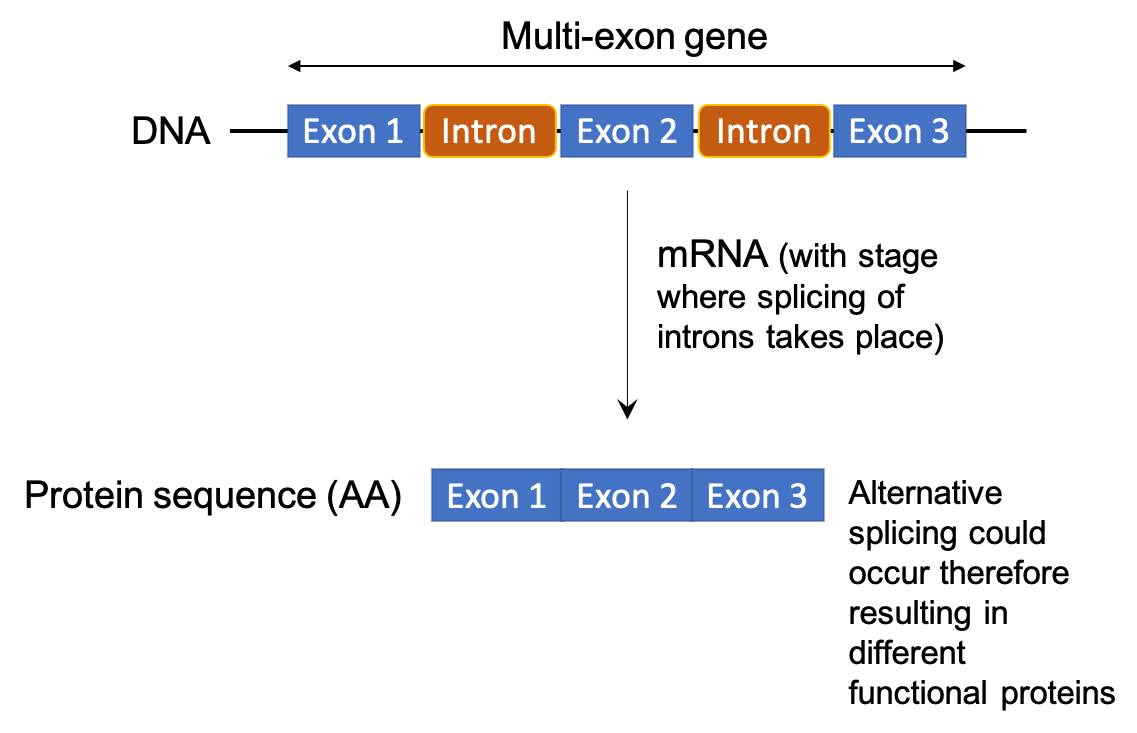 Multi-exon gene
DNA Exon 1 Intron Exon 2 Intron Exon 3
mRNA (with stage
where splicing of
introns takes place)
Protein sequence (AA) Exon 1 Exon 2 Exon 3
Alternative
splicing could
occur therefore
resulting in
different
functional proteins